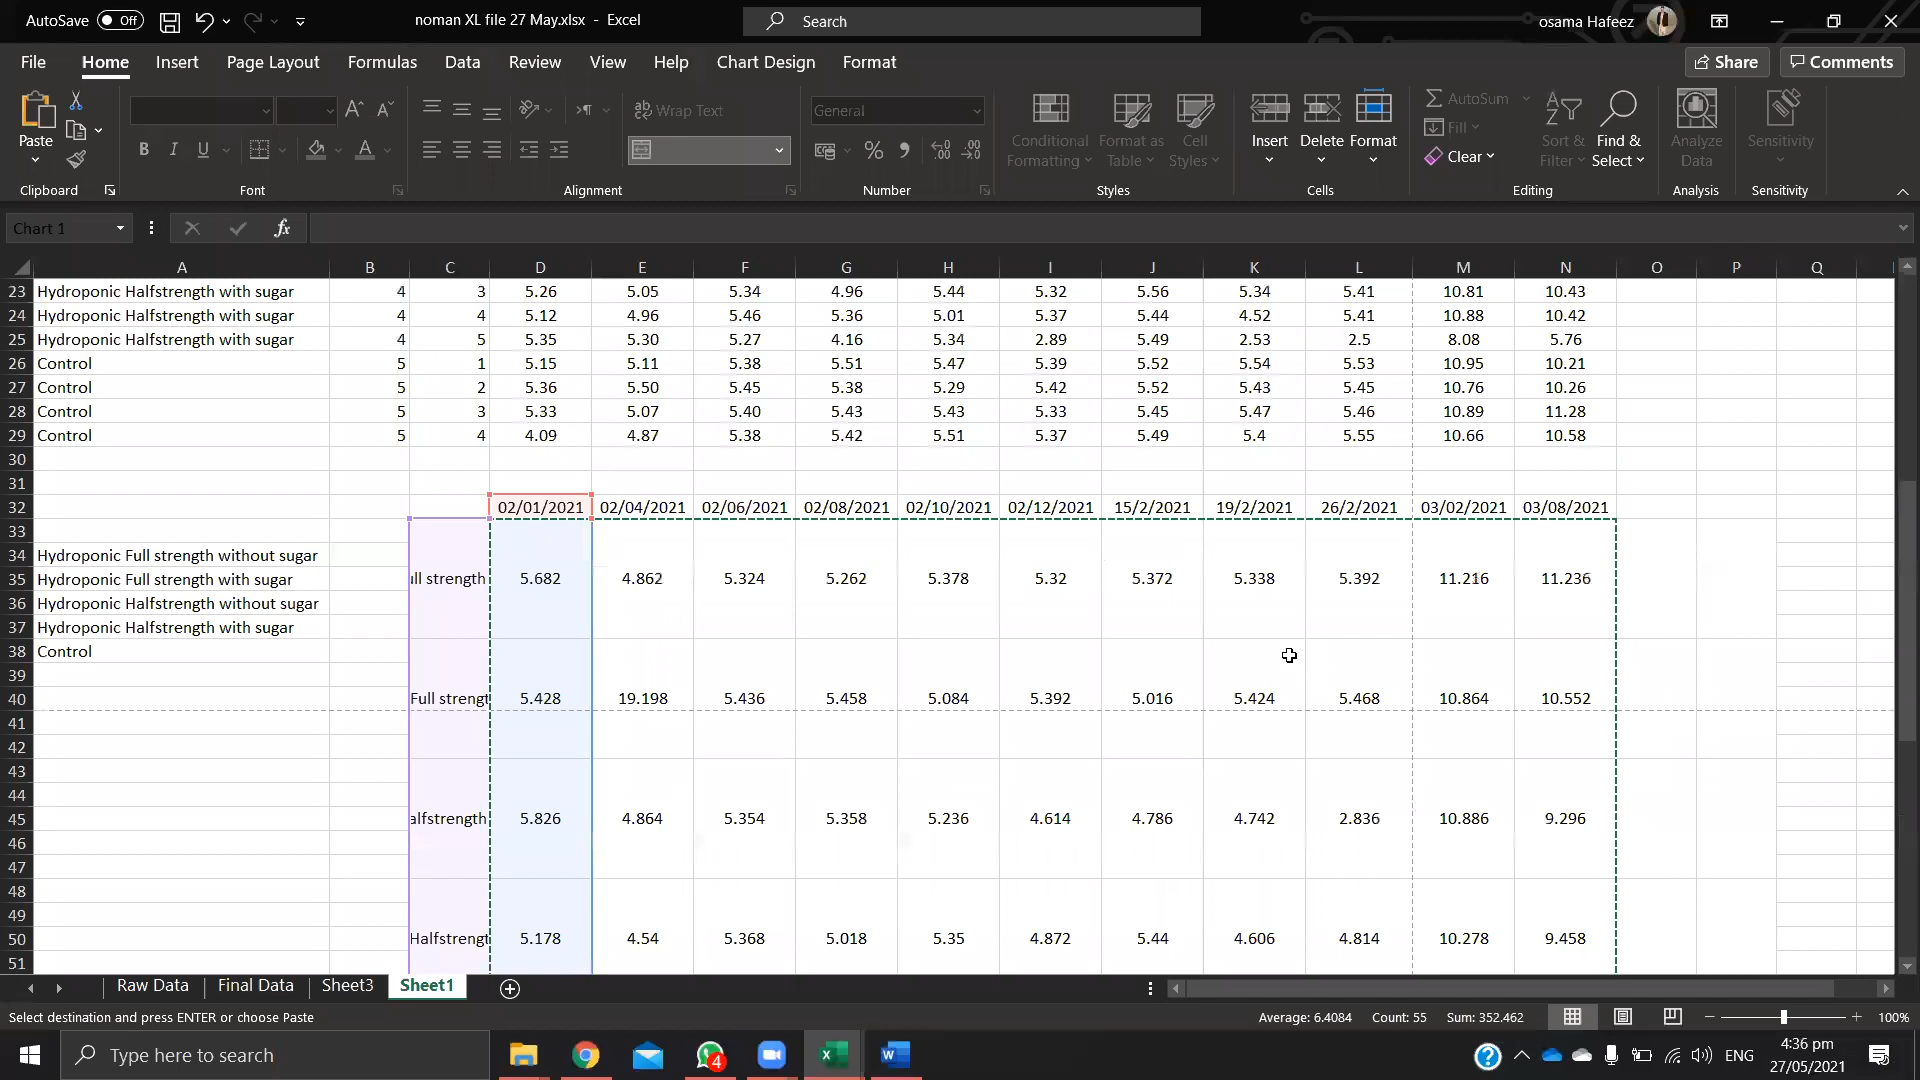 AutoSave Off noman XL file 27 May.xlsx - Excel Search osama Hafeez
File Home Insert Page Layout Formulas Data Review View Help Chart Design Format Share Comments
Paste Wrap Text General Conditional Formatting Format as Table Cell Styles Insert Delete Format AutoSum Fill Clear Sort & Filter Find & Select Analyze Data Sensitivity
Clipboard Font Alignment Number Styles Cells Editing Analysis Sensitivity
Chart 1 fx
A B C D E F G H I J K L M N O P Q
23 Hydroponic Halfstrength with sugar 4 3 5.26 5.05 5.34 4.96 5.44 5.32 5.56 5.34 5.41 10.81 10.43
24 Hydroponic Halfstrength with sugar 4 4 5.12 4.96 5.46 5.36 5.01 5.37 5.44 4.52 5.41 10.88 10.42
25 Hydroponic Halfstrength with sugar 4 5 5.35 5.30 5.27 4.16 5.34 2.89 5.49 2.53 2.5 8.08 5.76
26 Control 5 1 5.15 5.11 5.38 5.51 5.47 5.39 5.52 5.54 5.53 10.95 10.21
27 Control 5 2 5.36 5.50 5.45 5.38 5.29 5.42 5.52 5.43 5.45 10.76 10.26
28 Control 5 3 5.33 5.07 5.40 5.43 5.43 5.33 5.45 5.47 5.46 10.89 11.28
29 Control 5 4 4.09 4.87 5.38 5.42 5.51 5.37 5.49 5.4 5.55 10.66 10.58
30
31
32 02/01/2021 02/04/2021 02/06/2021 02/08/2021 02/10/2021 02/12/2021 15/2/2021 19/2/2021 26/2/2021 03/02/2021 03/08/2021
33
34 Hydroponic Full strength without sugar
35 Hydroponic Full strength with sugar ull strength 5.682 4.862 5.324 5.262 5.378 5.32 5.372 5.338 5.392 11.216 11.236
36 Hydroponic Halfstrength without sugar
37 Hydroponic Halfstrength with sugar
38 Control
39
40 Full strengt 5.428 19.198 5.436 5.458 5.084 5.392 5.016 5.424 5.468 10.864 10.552
41
42
43
44
45 alfstrength 5.826 4.864 5.354 5.358 5.236 4.614 4.786 4.742 2.836 10.886 9.296
46
47
48
49
50 Halfstrengt 5.178 4.54 5.368 5.018 5.35 4.872 5.44 4.606 4.814 10.278 9.458
51
Raw Data Final Data Sheet3 Sheet1
Select destination and press ENTER or choose Paste Average: 6.4084 Count: 55 Sum: 352.462 100%
Type here to search 4 ENG 4:36 pm
27/05/2021